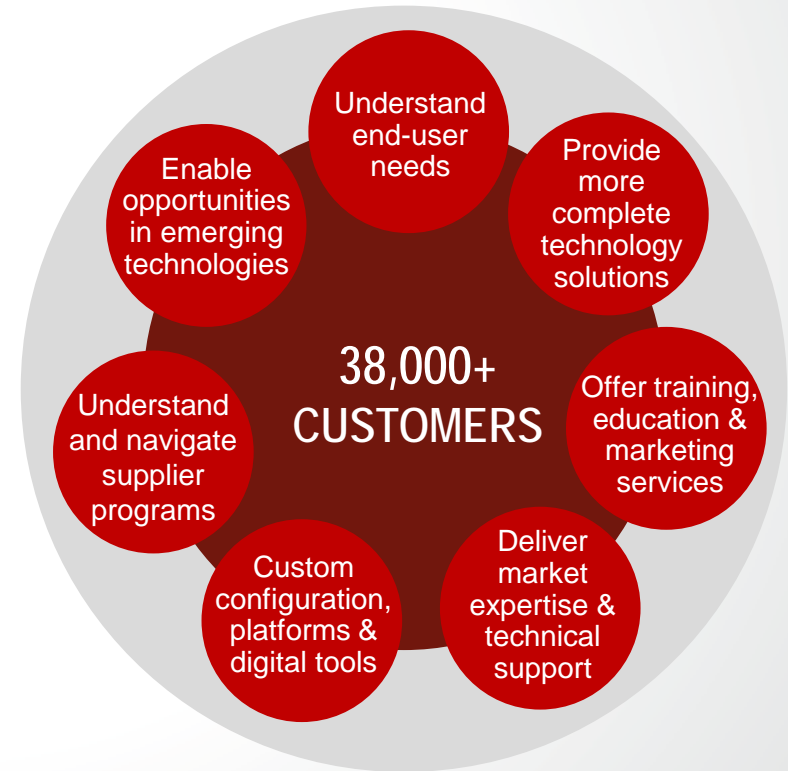 Understand
end-user
needs
Provide
more
complete
technology
solutions
Offer training,
education &
marketing
services
Deliver
market
expertise &
technical
support
Custom
configuration,
platforms &
digital tools
Understand
and navigate
supplier
programs
Enable
opportunities
in emerging
technologies
38,000+
CUSTOMERS